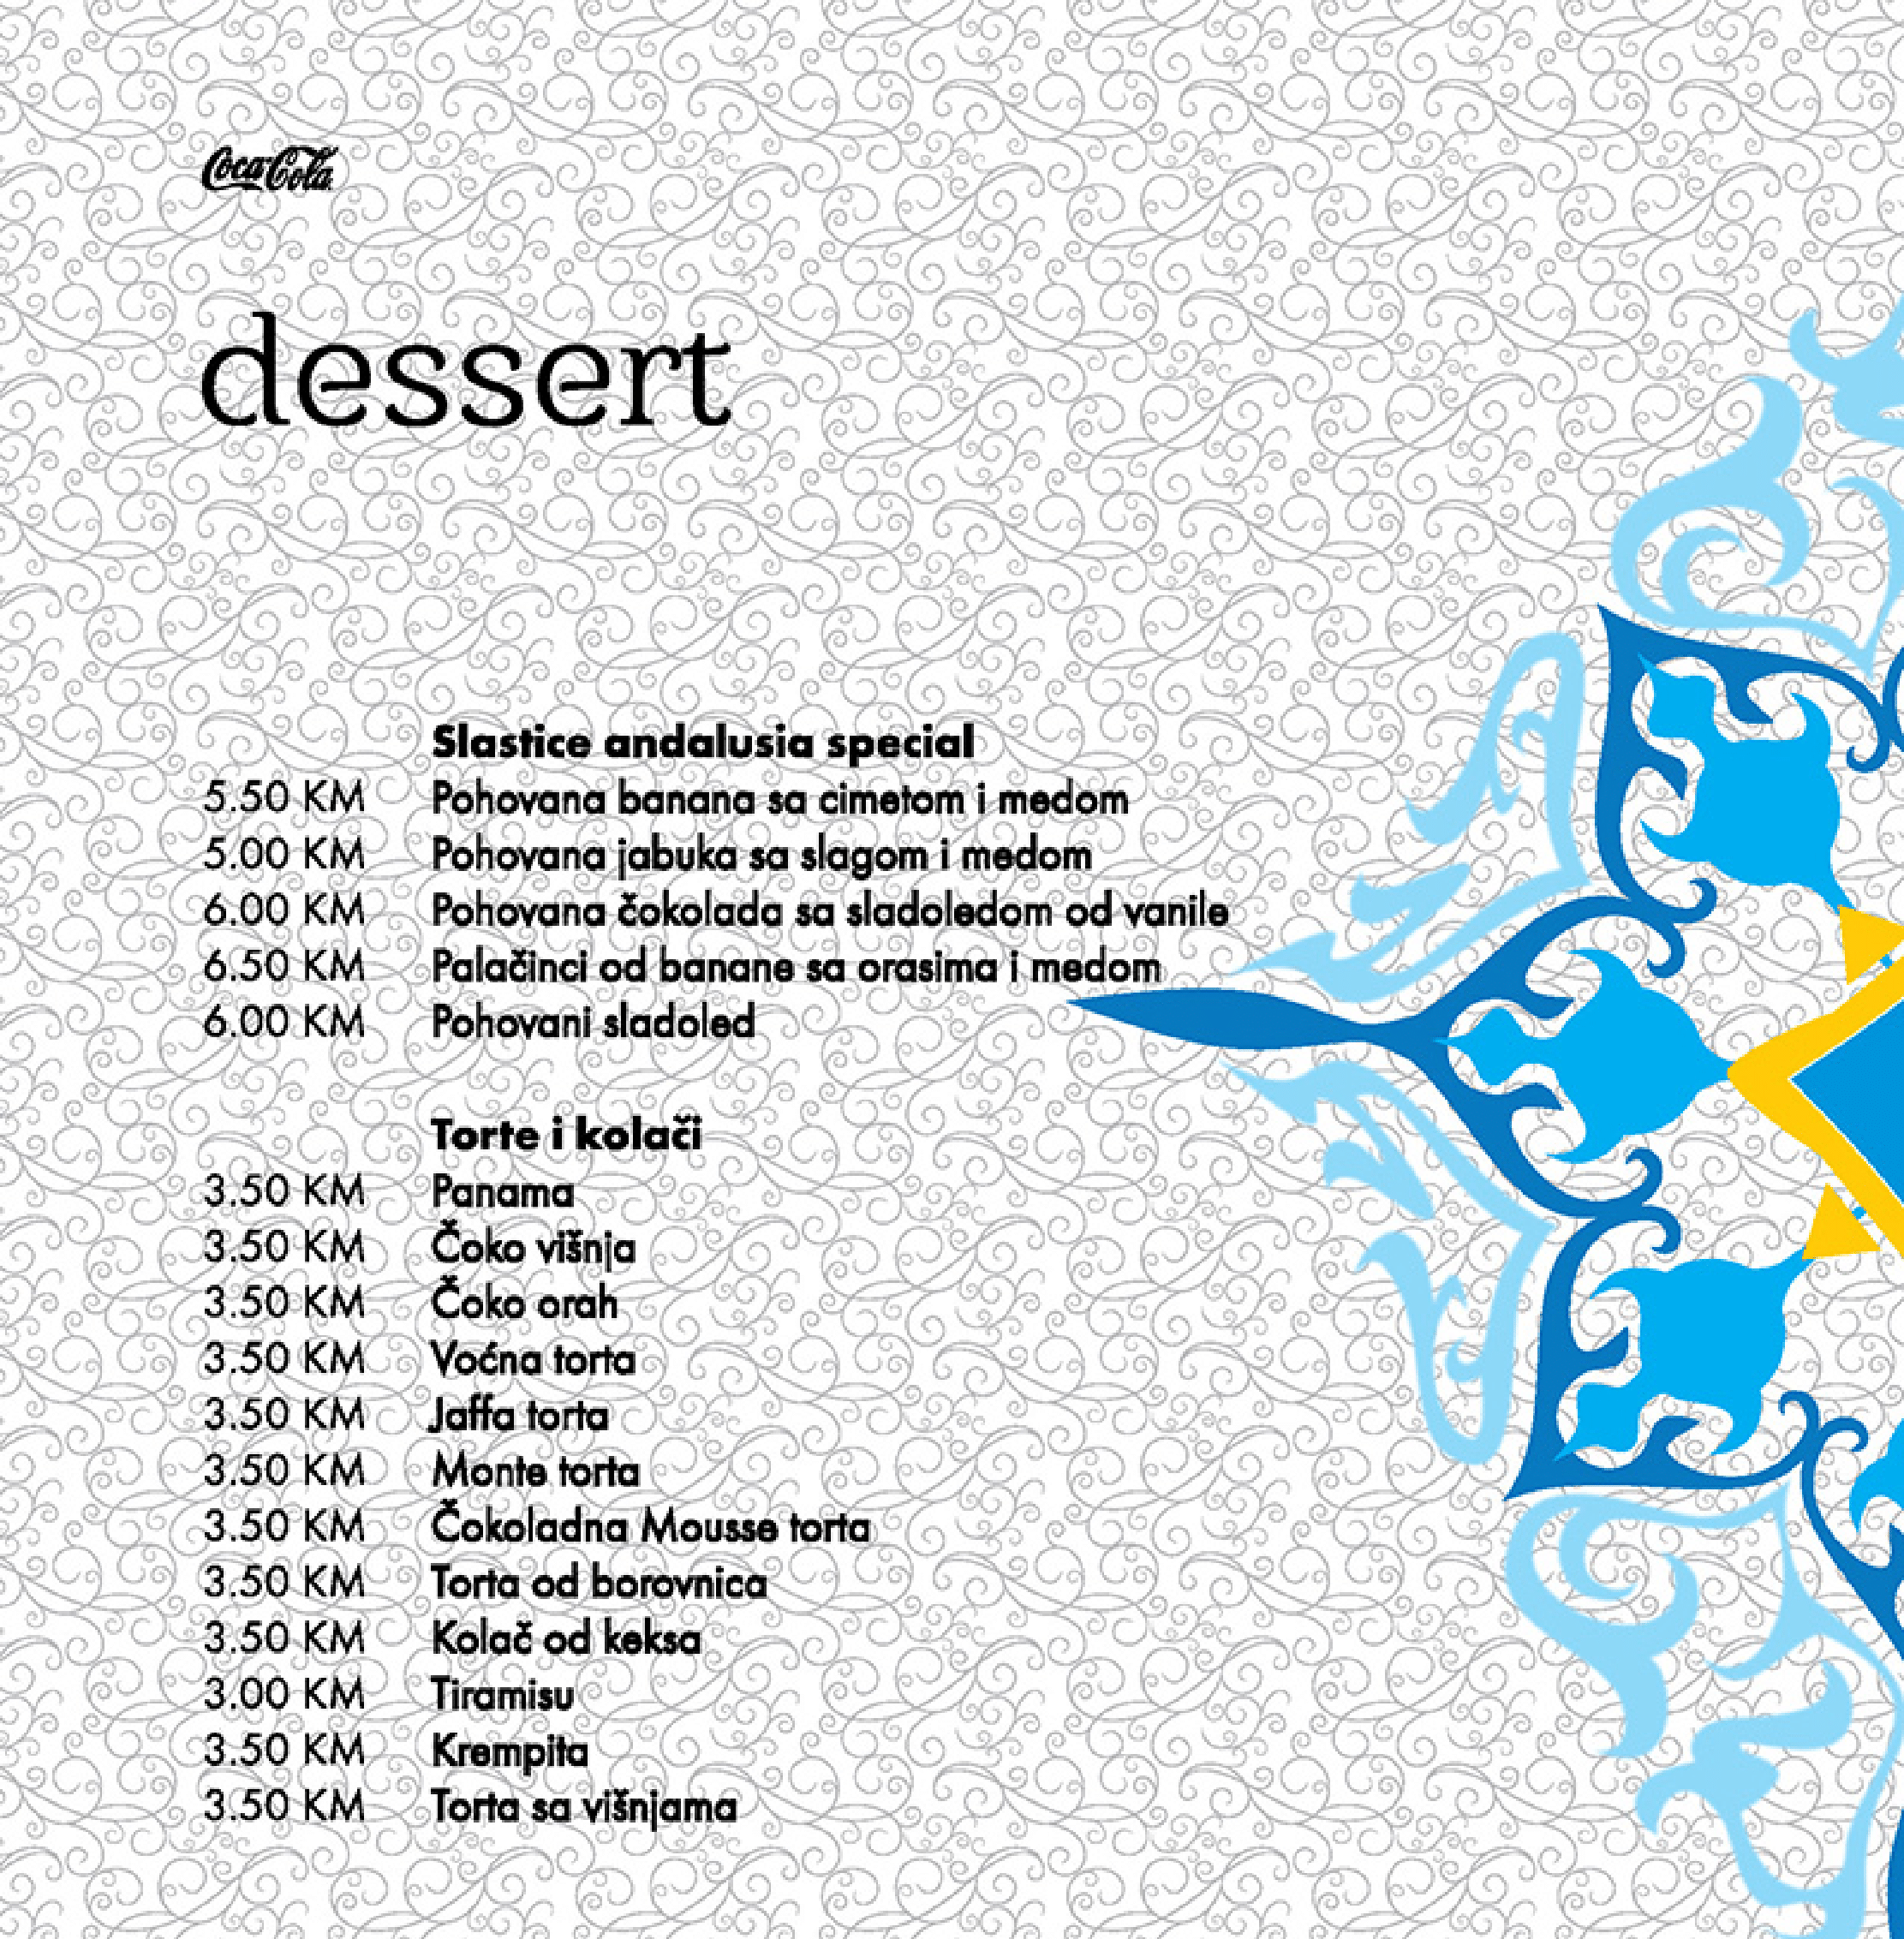 Coca-Cola
dessert
Slastice andalusia special
5.50 KM Pohovana banana sa cimetom i medom
5.00 KM Pohovana jabuka sa slagom i medom
6.00 KM Pohovana čokolada sa sladoledom od vanile
6.50 KM Palačinci od banane sa orasima i medom
6.00 KM Pohovani sladoled
Torte i kolači
3.50 KM Panama
3.50 KM Čoko višnja
3.50 KM Čoko orah
3.50 KM Voćna torta
3.50 KM Jaffa torta
3.50 KM Monte torta
3.50 KM Čokoladna Mousse torta
3.50 KM Torta od borovnica
3.50 KM Kolač od keksa
3.00 KM Tiramisu
3.50 KM Krempita
3.50 KM Torta sa višnjama